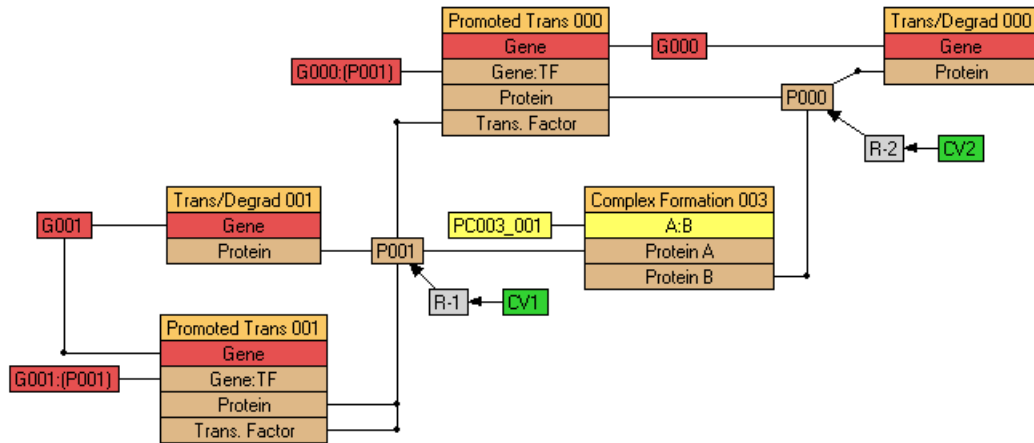 Promoted Trans 000
Gene
Gene:TF
Protein
Trans. Factor
G000:(P001)
G000
Trans/Degrad 000
Gene
Protein
P000
R-2
CV2
Trans/Degrad 001
Gene
Protein
G001
P001
PC003_001
Complex Formation 003
A:B
Protein A
Protein B
R-1
CV1
Promoted Trans 001
Gene
Gene:TF
Protein
Trans. Factor
G001:(P001)